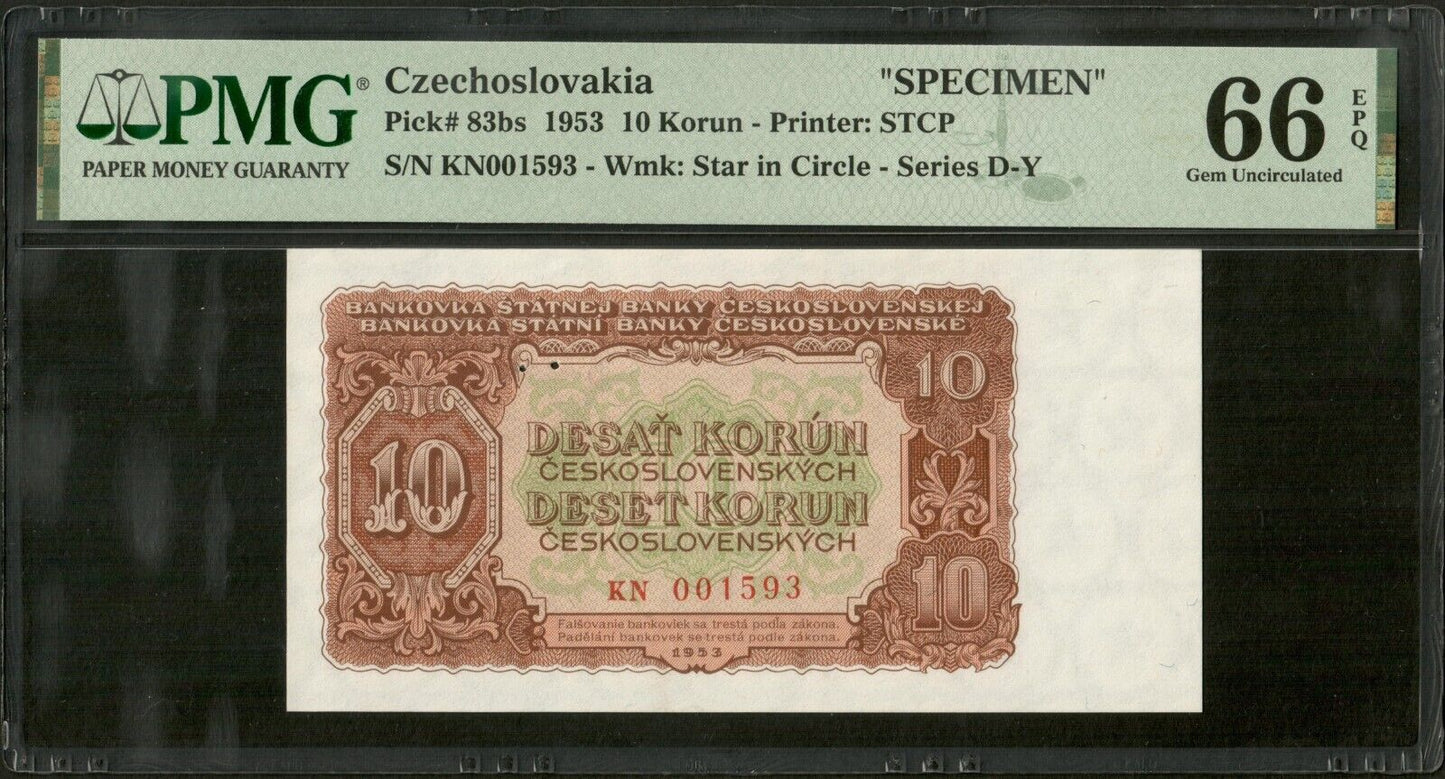 PMG®
PAPER MONEY GUARANTY
Czechoslovakia "SPECIMEN"
Pick# 83bs 1953 10 Korun - Printer: STCP
S/N KN001593 - Wmk: Star in Circle - Series D-Y
66
EPQ
Gem Uncirculated
BANKOVKA ŠTÁTNEJ BANKY ČESKOSLOVENSKEJ
BANKOVKA STÁTNÍ BANKY ČESKOSLOVENSKÉ
10
10
DESAŤ KORÚN
ČESKOSLOVENSKÝCH
DESET KORUN
ČESKOSLOVENSKÝCH
KN 001593
10
Falšovanie bankoviek sa trestá podľa zákona.
Padělání bankovek se trestá podle zákona.
1953